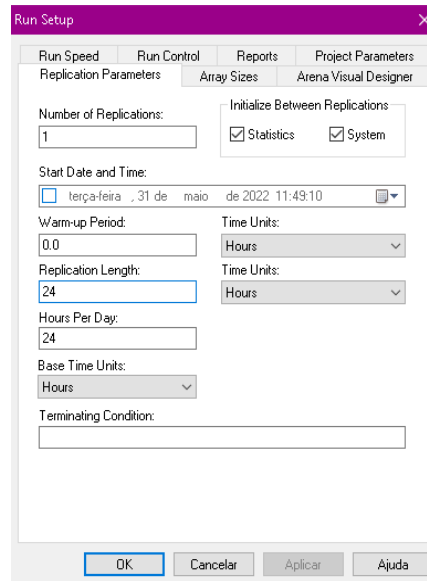 Run Setup
Run Speed Run Control Reports Project Parameters
Replication Parameters Array Sizes Arena Visual Designer
Number of Replications:
1
Initialize Between Replications
Statistics System
Start Date and Time:
terça-feira , 31 de maio de 2022 11:49:10
Warm-up Period: Time Units:
0.0 Hours
Replication Length: Time Units:
24 Hours
Hours Per Day:
24
Base Time Units:
Hours
Terminating Condition:
OK Cancelar Aplicar Ajuda